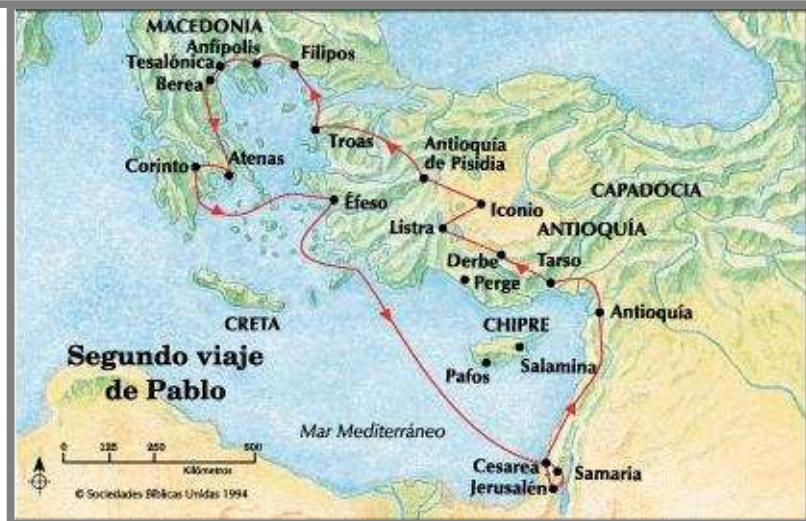 MACEDONIA
Anfípolis
Tesalónica
Filipos
Berea
Troas
Antioquía
de Pisidia
Corinto
Atenas
CAPADOCIA
Éfeso
Iconio
Listra
ANTIOQUÍA
Derbe
Tarso
Perge
Antioquía
CRETA
CHIPRE
Segundo viaje
de Pablo
Salamina
Pafos
Mar Mediterráneo
0 125 250 500
Kilómetros
Cesarea
Samaria
Jerusalén
© Sociedades Bíblicas Unidas 1994